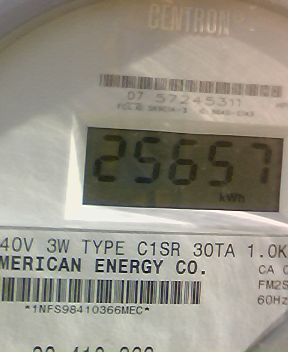 CENTRON
07 57245311
25657
kWh
40V 3W TYPE C1SR 30TA 1.0K
MERICAN ENERGY CO.
CA 0
FM2S
60Hz
*1NFS98410366MEC*